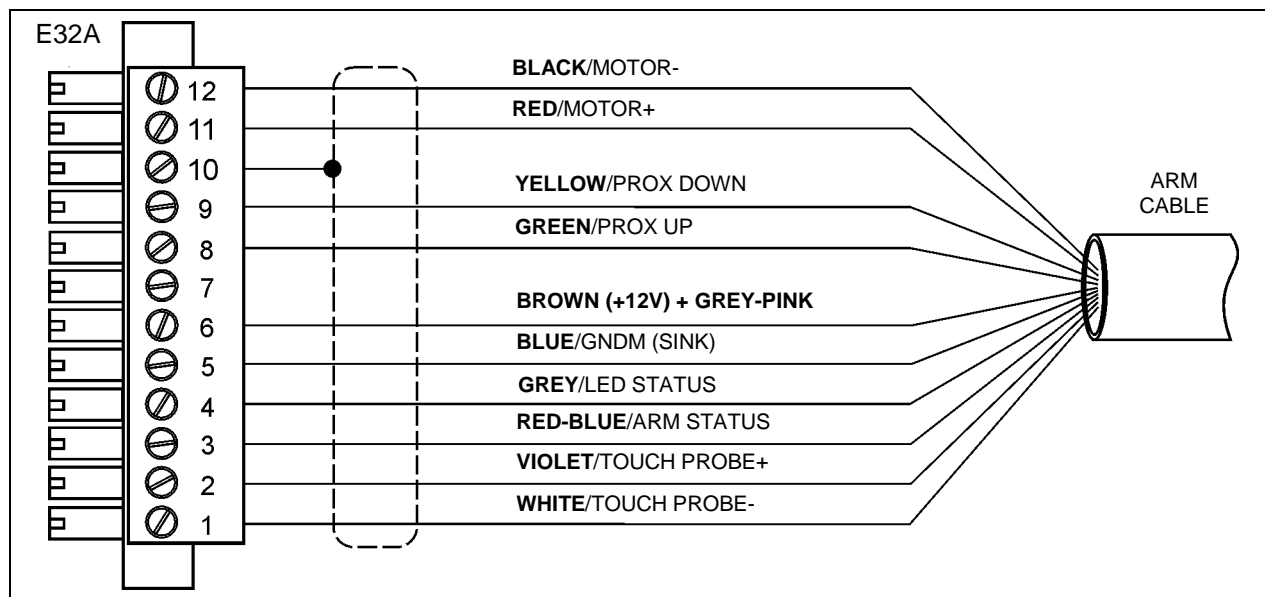 E32A
12
BLACK/MOTOR-
11
RED/MOTOR+
10
9
YELLOW/PROX DOWN
8
GREEN/PROX UP
7
6
BROWN (+12V) + GREY-PINK
5
BLUE/GNDM (SINK)
4
GREY/LED STATUS
3
RED-BLUE/ARM STATUS
2
VIOLET/TOUCH PROBE+
1
WHITE/TOUCH PROBE-
ARM
CABLE